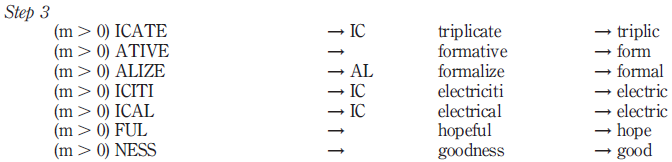 Step 3
(m > 0) ICATE → IC triplicate → triplic
(m > 0) ATIVE → formative → form
(m > 0) ALIZE → AL formalize → formal
(m > 0) ICITI → IC electriciti → electric
(m > 0) ICAL → IC electrical → electric
(m > 0) FUL → hopeful → hope
(m > 0) NESS → goodness → good